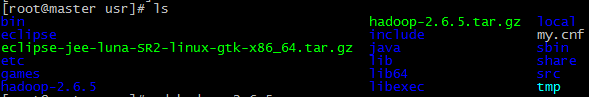 [root@master usr]# ls
bin hadoop-2.6.5.tar.gz local
eclipse include my.cnf
eclipse-jee-luna-SR2-linux-gtk-x86_64.tar.gz java sbin
etc lib share
games lib64 src
hadoop-2.6.5 libexec tmp